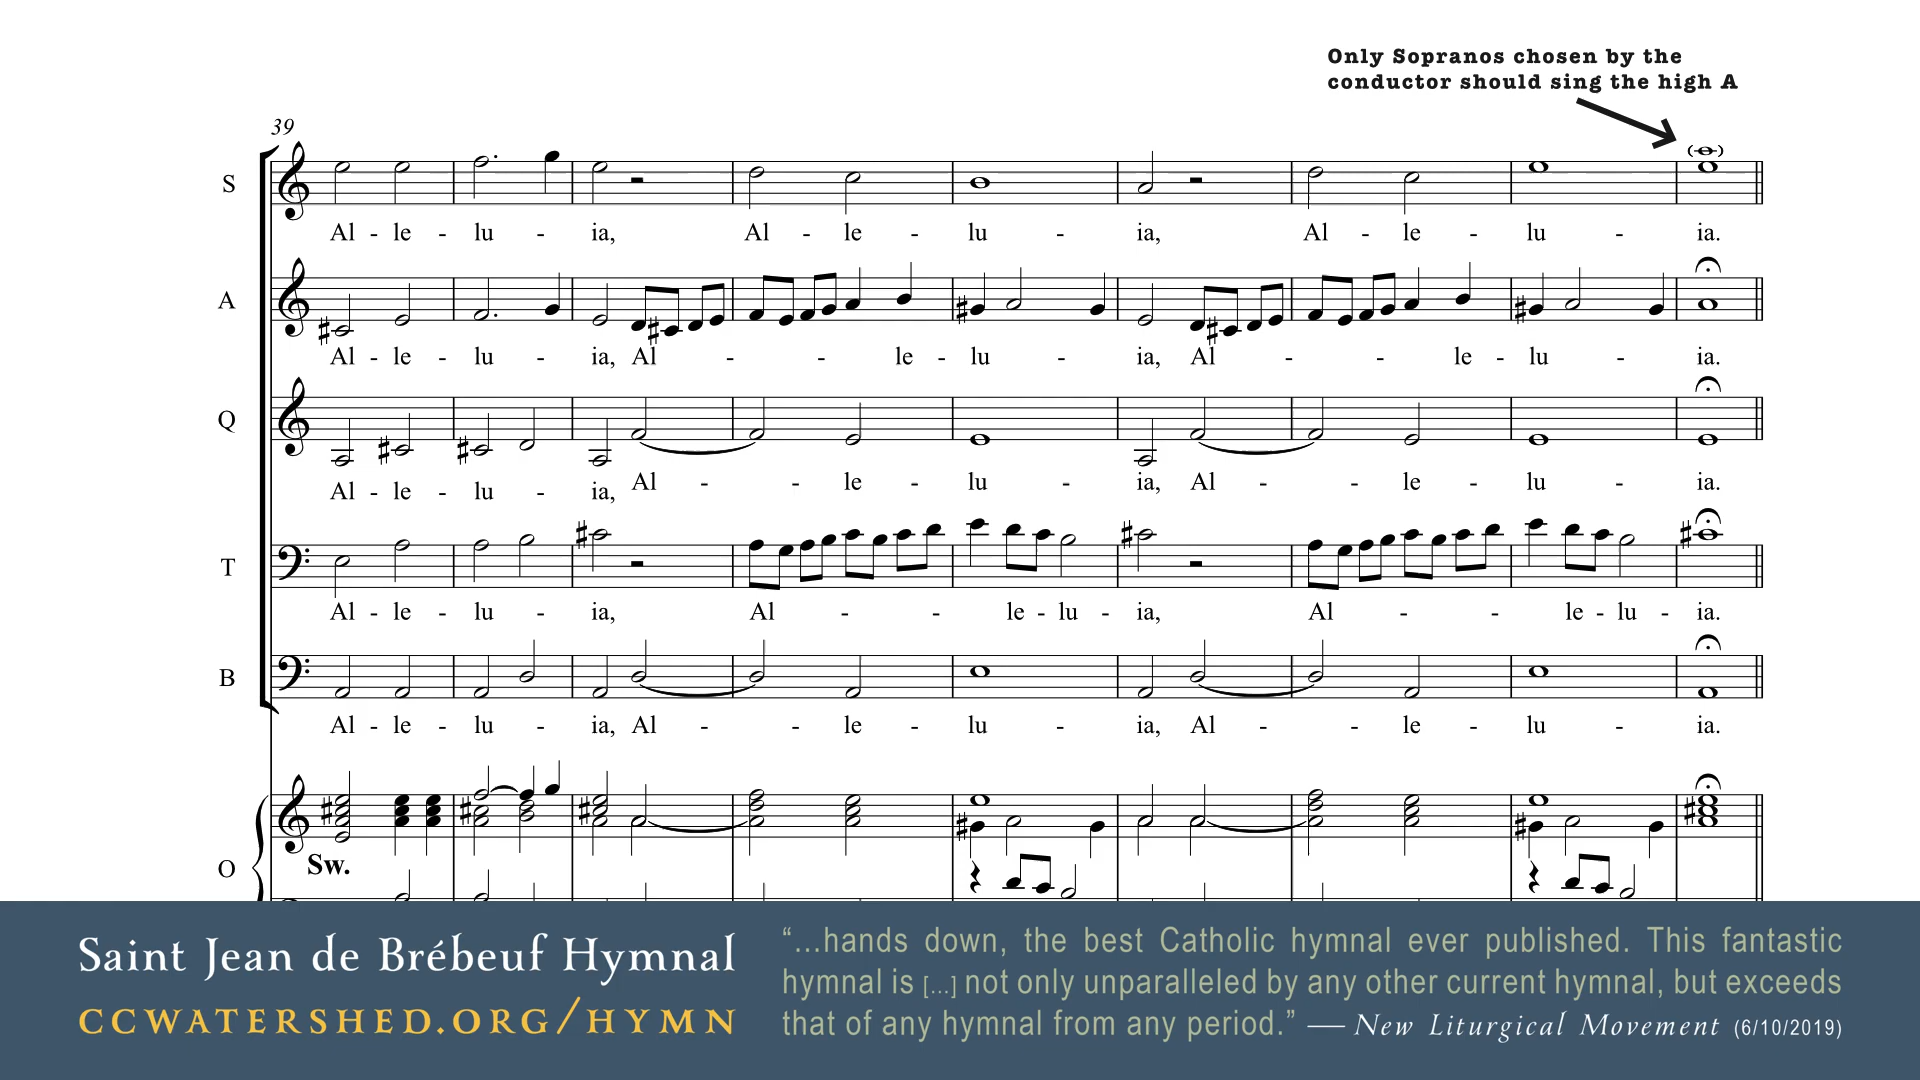 Only Sopranos chosen by the
conductor should sing the high A
39
S
Al - le - lu - ia, Al - le - lu - ia, Al - le - lu - ia.
A
Al - le - lu - ia, Al - - le - lu - ia, Al - - le - lu - ia.
Q
Al - le - lu - ia, Al - - le - lu - ia, Al - - le - lu - ia.
T
Al - le - lu - ia, Al - - le - lu - ia, Al - - le - lu - ia.
B
Al - le - lu - ia, Al - - le - lu - ia, Al - - le - lu - ia.
Sw.
O
Saint Jean de Brébeuf Hymnal
CCWATERSHED.ORG/HYMN
“...hands down, the best Catholic hymnal ever published. This fantastic
hymnal is [...] not only unparalleled by any other current hymnal, but exceeds
that of any hymnal from any period.” — New Liturgical Movement (6/10/2019)